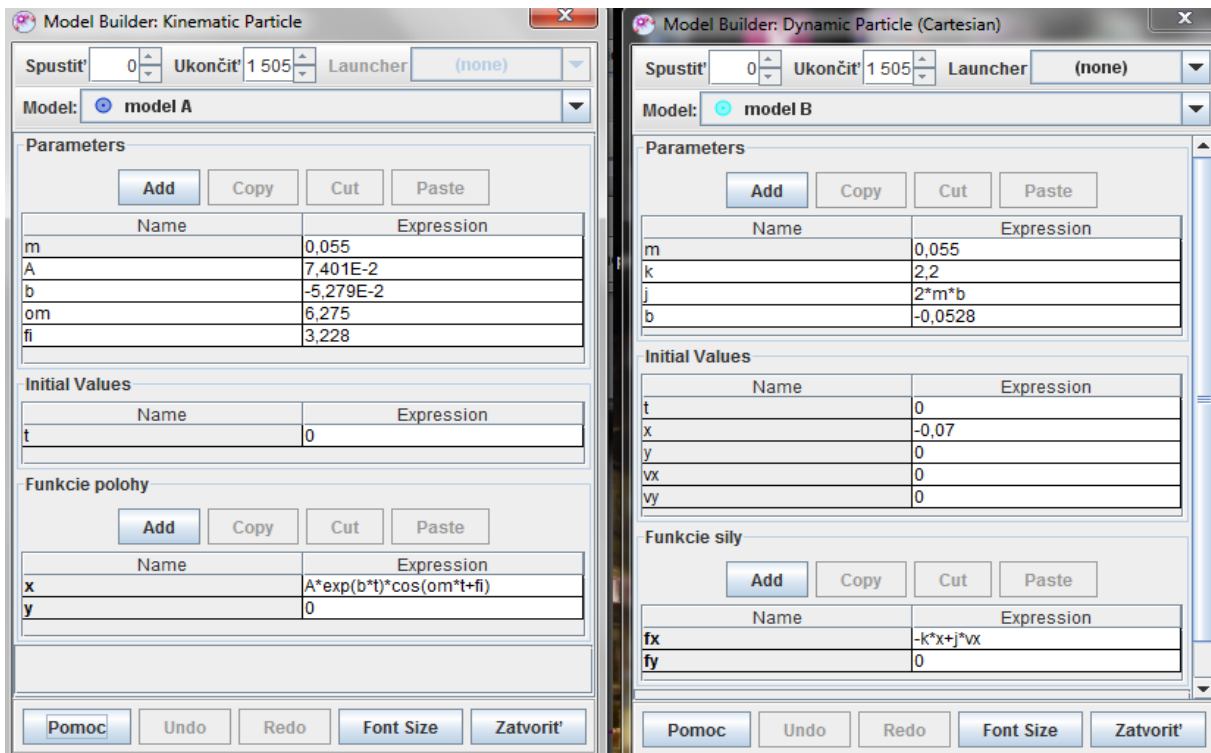 Model Builder: Kinematic Particle
Spustiť 0 Ukončiť 1 505 Launcher (none)
Model: model A
Parameters
Add Copy Cut Paste
Name Expression
m 0,055
A 7,401E-2
b -5,279E-2
om 6,275
fi 3,228
Initial Values
Name Expression
t 0
Funkcie polohy
Add Copy Cut Paste
Name Expression
x A*exp(b*t)*cos(om*t+fi)
y 0
Pomoc Undo Redo Font Size Zatvoriť
Model Builder: Dynamic Particle (Cartesian)
Spustiť 0 Ukončiť 1 505 Launcher (none)
Model: model B
Parameters
Add Copy Cut Paste
Name Expression
m 0,055
k 2,2
j 2*m*b
b -0,0528
Initial Values
Name Expression
t 0
x -0,07
y 0
vx 0
vy 0
Funkcie sily
Add Copy Cut Paste
Name Expression
fx -k*x+j*vx
fy 0
Pomoc Undo Redo Font Size Zatvoriť